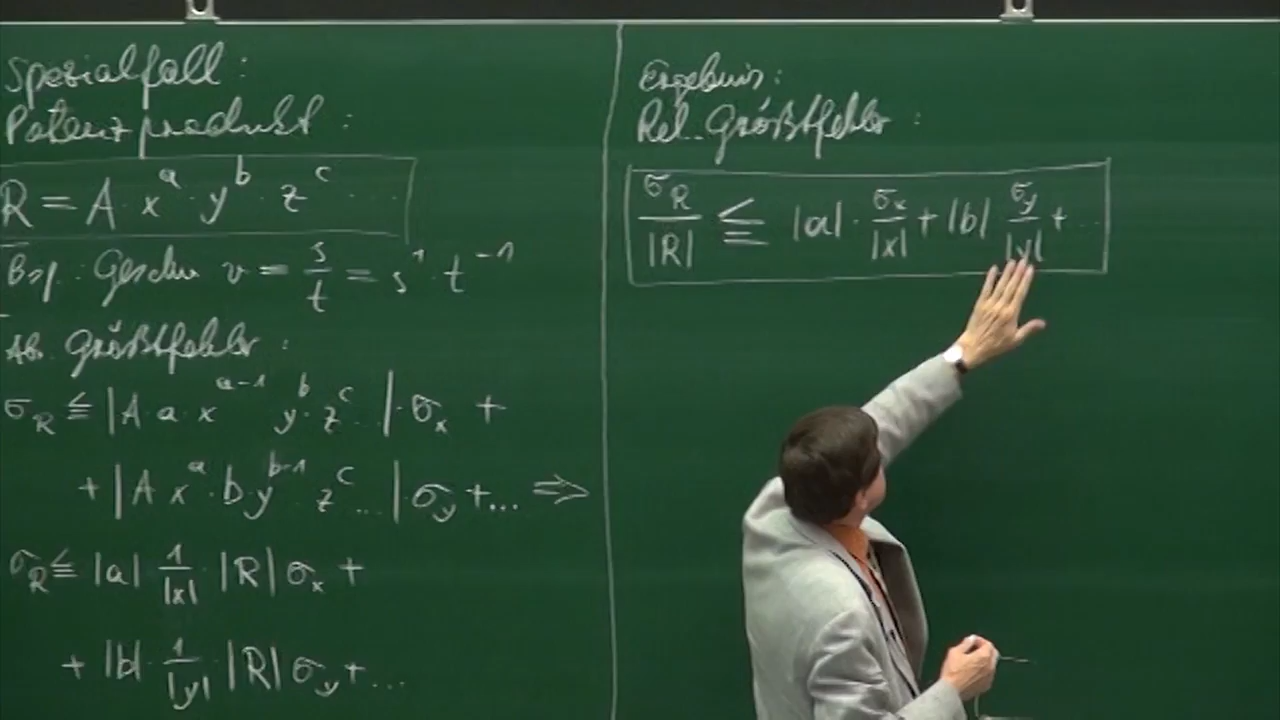 Spezialfall :
Potenzprodukt :
R = A · x^a · y^b · z^c ...
Bsp. : Geschw v = s/t = s^1 · t^-1
Ab. Größtfehler :
σ_R ≦ |A a x^a-1 y^b · z^c ...| · σ_x +
+ |A x^a · b y^b-1 · z^c ...| · σ_y + ... ⇒
σ_R ≦ |a| 1/|x| · |R| σ_x +
+ |b| · 1/|y| · |R| σ_y + ...
Ergebnis :
Rel. Größtfehler :
σ_R/|R| ≦ |a| · σ_x/|x| + |b| σ_y/|y| + ...